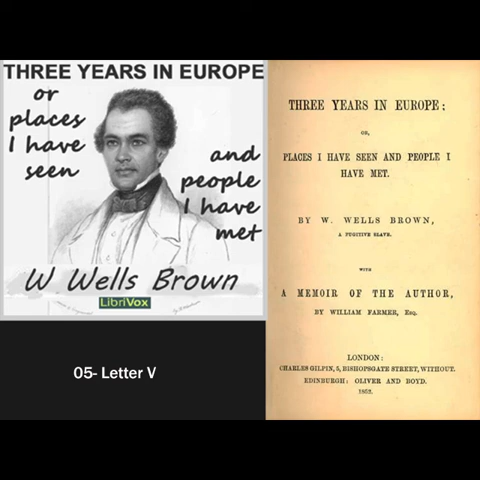 THREE YEARS IN EUROPE
or
places
I have
seen
and
people
I have
met
W Wells Brown
LibriVox
05- Letter V
THREE YEARS IN EUROPE;
OR,
PLACES I HAVE SEEN AND PEOPLE I
HAVE MET.
BY W. WELLS BROWN,
A FUGITIVE SLAVE.
WITH
A MEMOIR OF THE AUTHOR,
BY WILLIAM FARMER, ESQ.
LONDON:
CHARLES GILPIN, 5, BISHOPSGATE STREET, WITHOUT.
EDINBURGH: OLIVER AND BOYD.
1852.